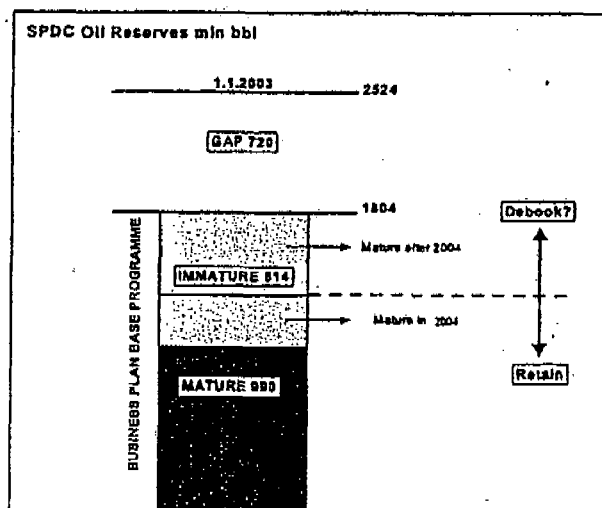 SPDC Oil Reserves mln bbl
1.1.2003
2524
GAP 720
1804
Debook?
Mature after 2004
IMMATURE 814
Mature in 2004
Retain
MATURE 990
BUSINESS PLAN BASE PROGRAMME